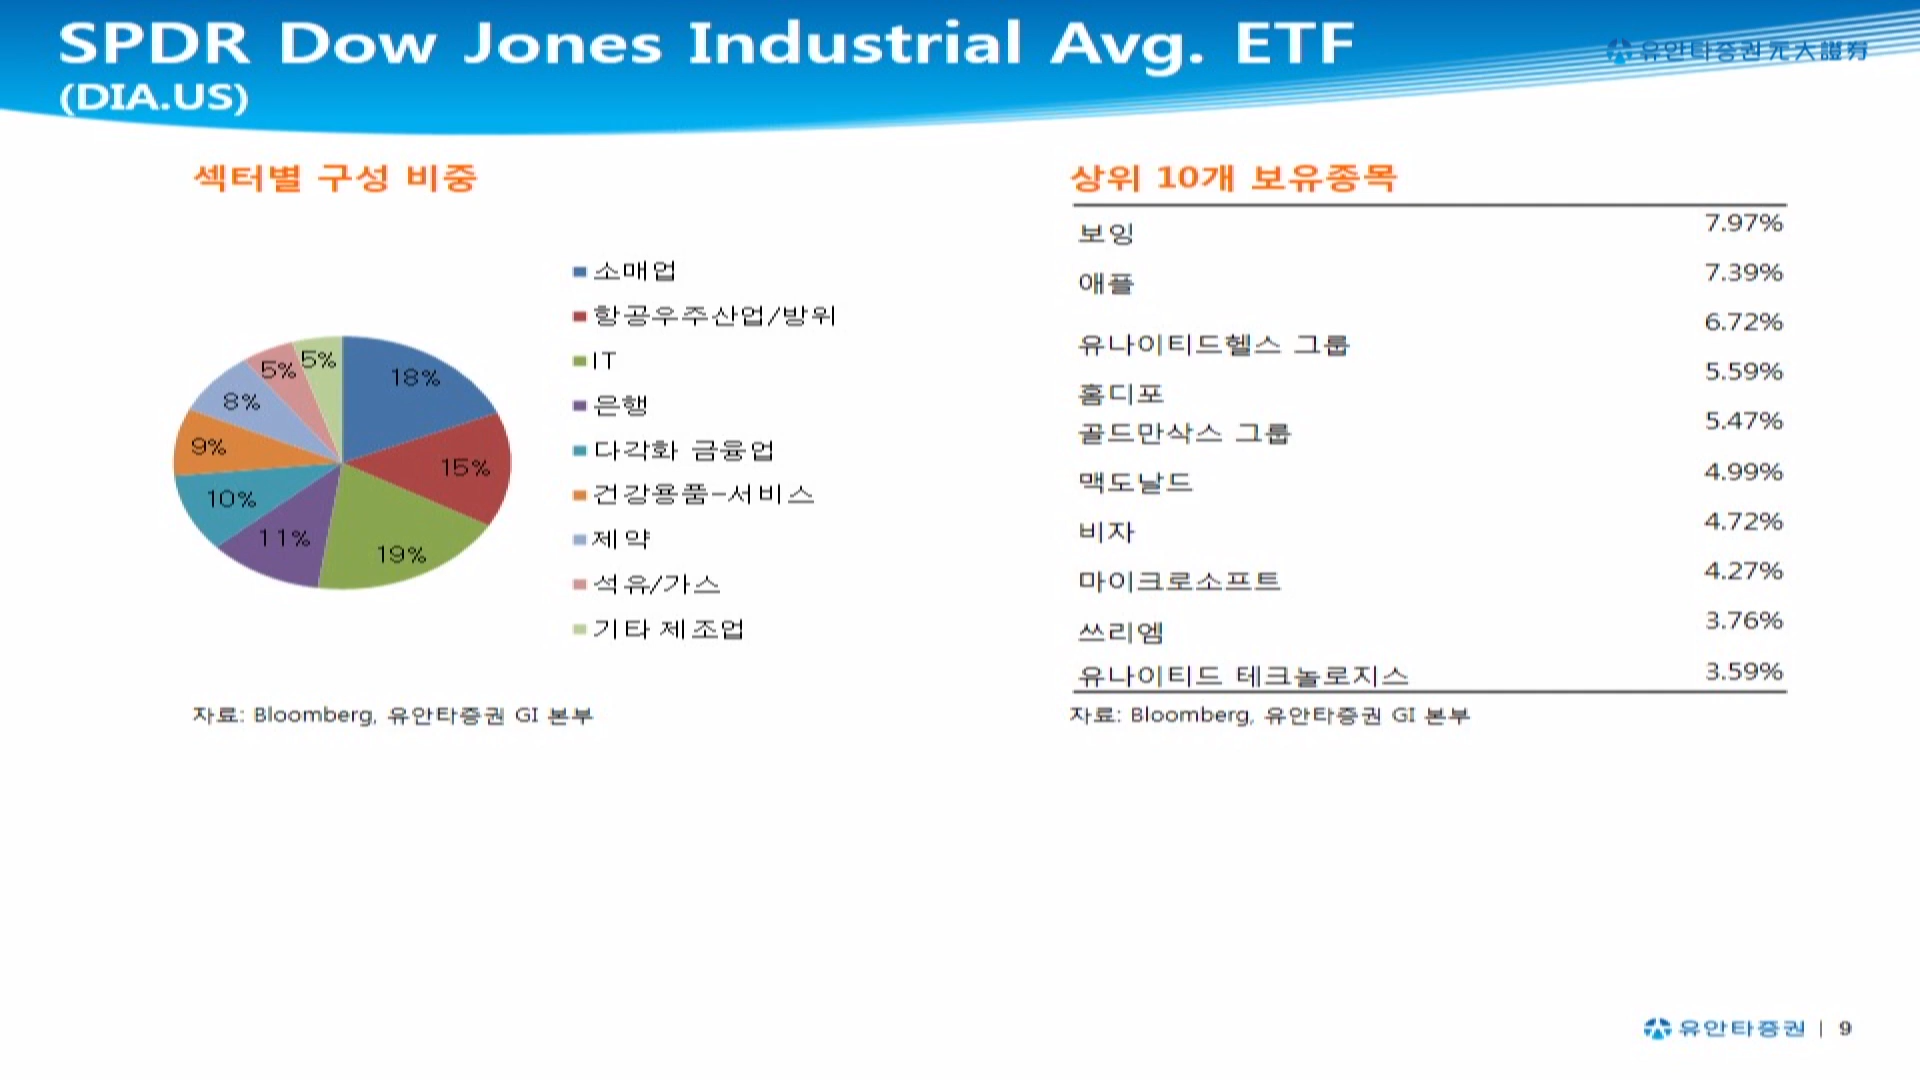 SPDR Dow Jones Industrial Avg. ETF
(DIA.US)
유안타증권 元大證券
섹터별 구성 비중
18%
15%
19%
11%
10%
9%
8%
5%
5%
소매업
항공우주산업/방위
IT
은행
다각화 금융업
건강용품-서비스
제약
석유/가스
기타 제조업
자료: Bloomberg, 유안타증권 GI 본부
상위 10개 보유종목
보잉 7.97%
애플 7.39%
유나이티드헬스 그룹 6.72%
홈디포 5.59%
골드만삭스 그룹 5.47%
맥도날드 4.99%
비자 4.72%
마이크로소프트 4.27%
쓰리엠 3.76%
유나이티드 테크놀로지스 3.59%
자료: Bloomberg, 유안타증권 GI 본부
유안타증권 | 9